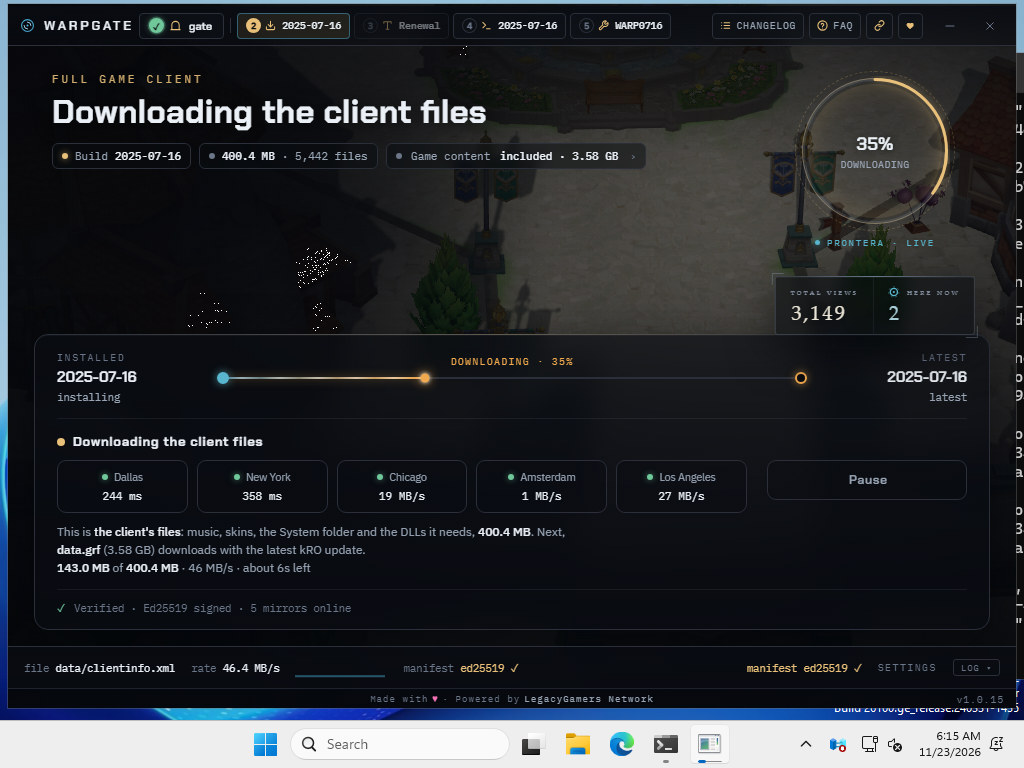 WARPGATE
gate
2 2025-07-16
3 Renewal
4 2025-07-16
5 WARP0716
CHANGELOG
FAQ
FULL GAME CLIENT
Downloading the client files
Build 2025-07-16
400.4 MB · 5,442 files
Game content included · 3.58 GB ›
35%
DOWNLOADING
PRONTERA · LIVE
TOTAL VIEWS
3,149
HERE NOW
2
INSTALLED
2025-07-16
installing
DOWNLOADING · 35%
LATEST
2025-07-16
latest
Downloading the client files
Dallas
244 ms
New York
358 ms
Chicago
19 MB/s
Amsterdam
1 MB/s
Los Angeles
27 MB/s
Pause
This is the client's files: music, skins, the System folder and the DLLs it needs, 400.4 MB. Next,
data.grf (3.58 GB) downloads with the latest kRO update.
143.0 MB of 400.4 MB · 46 MB/s · about 6s left
✓ Verified · Ed25519 signed · 5 mirrors online
file data/clientinfo.xml
rate 46.4 MB/s
manifest ed25519 ✓
manifest ed25519 ✓
SETTINGS
LOG
Made with ♥ · Powered by LegacyGamers Network
v1.0.15
Search
6:15 AM
11/23/2026